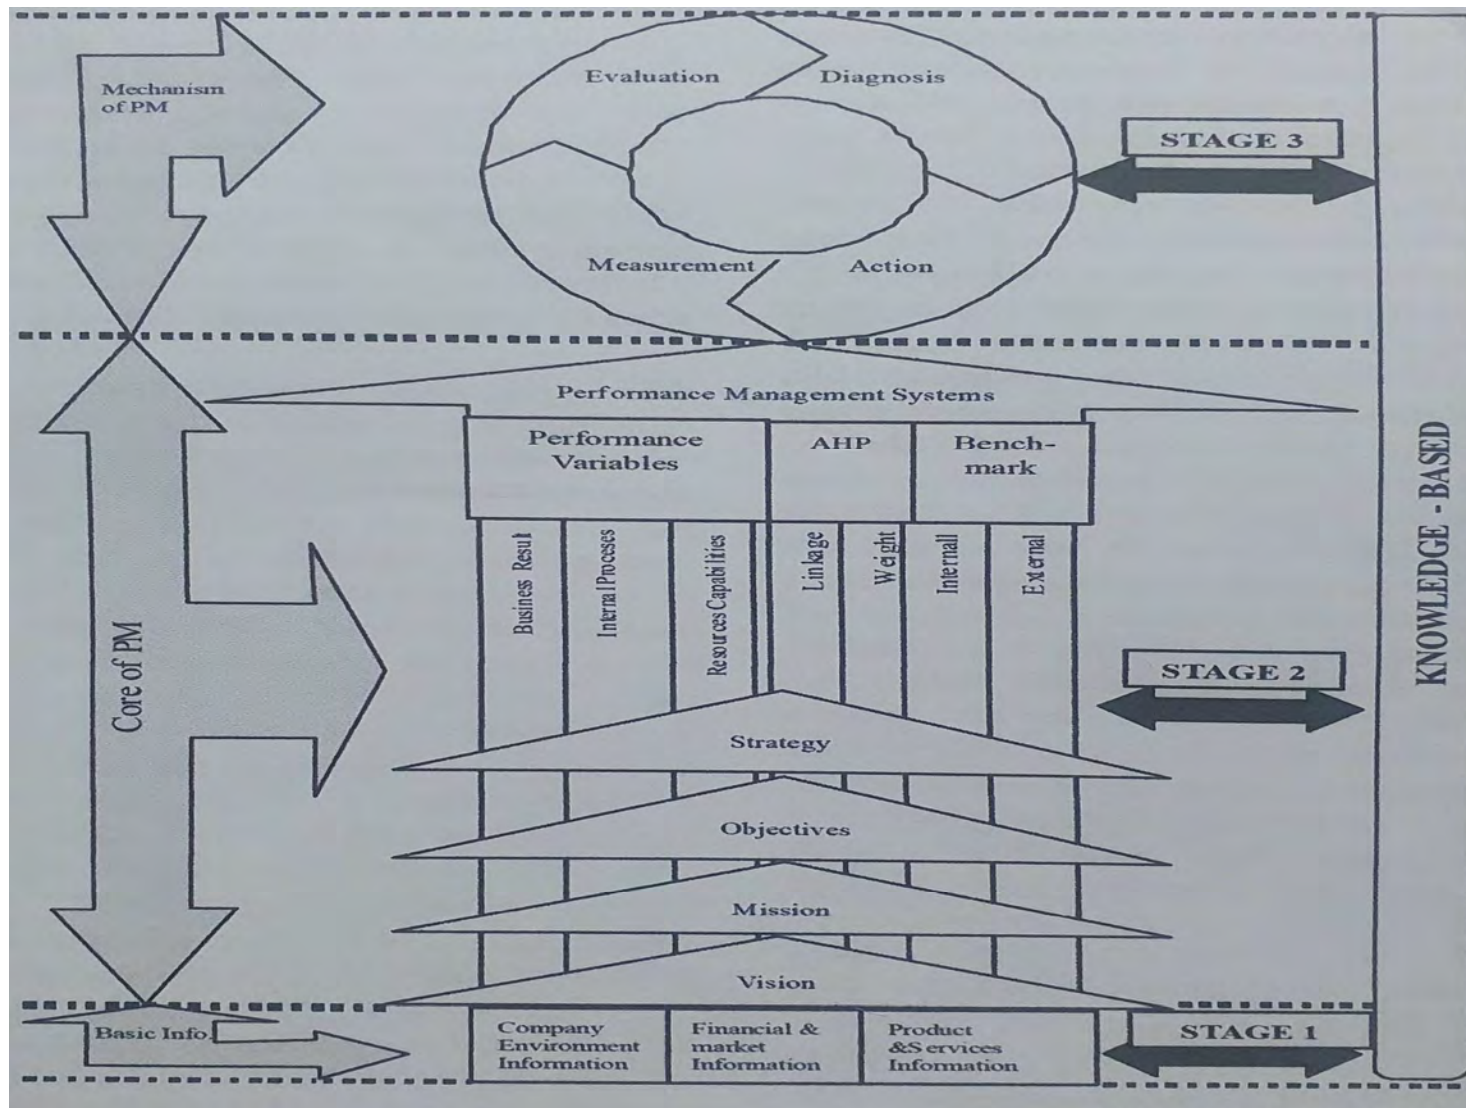 Mechanism
of PM
Evaluation
Diagnosis
Measurement
Action
STAGE 3
Performance Management Systems
Performance
Variables
AHP
Bench-
mark
Business Result
Internal Proceses
Resources Capabilities
Linkage
Weight
Internall
External
Core of PM
STAGE 2
KNOWLEDGE - BASED
Strategy
Objectives
Mission
Vision
Basic Info.
Company
Environment
Information
Financial &
market
Information
Product
&Services
Information
STAGE 1